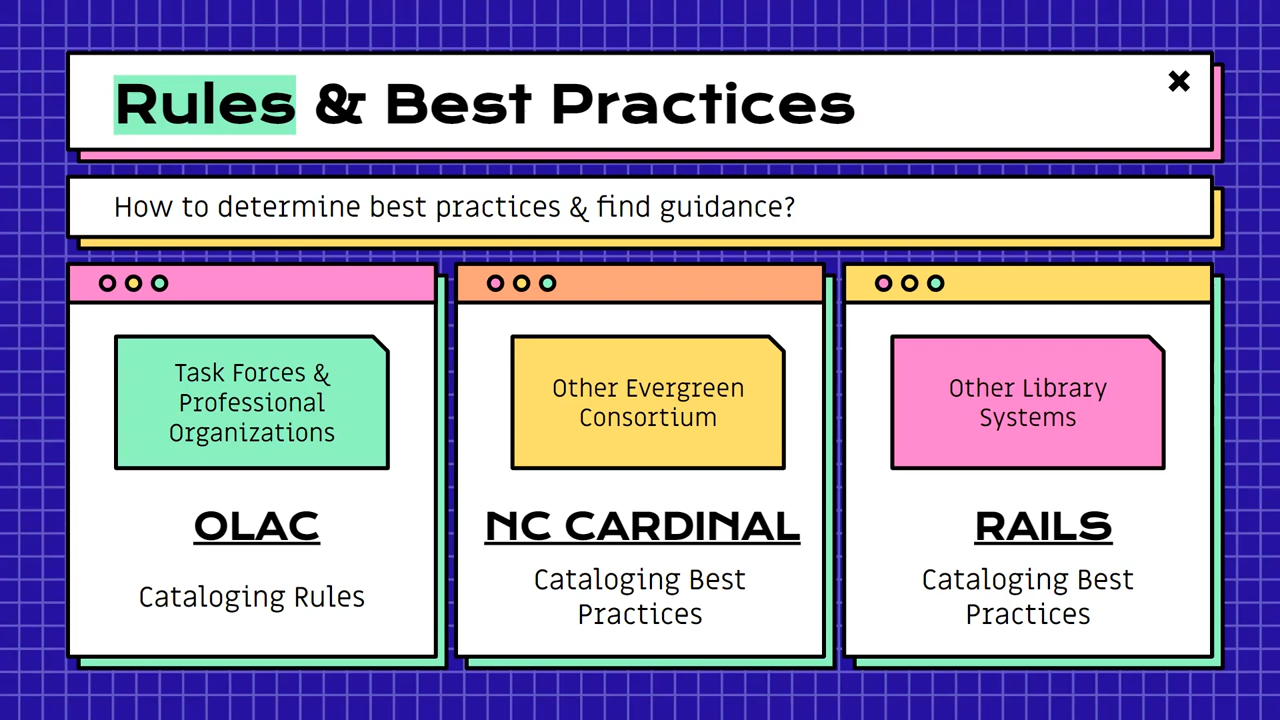 Rules & Best Practices
How to determine best practices & find guidance?
Task Forces &
Professional
Organizations
OLAC
Cataloging Rules
Other Evergreen
Consortium
NC CARDINAL
Cataloging Best
Practices
Other Library
Systems
RAILS
Cataloging Best
Practices